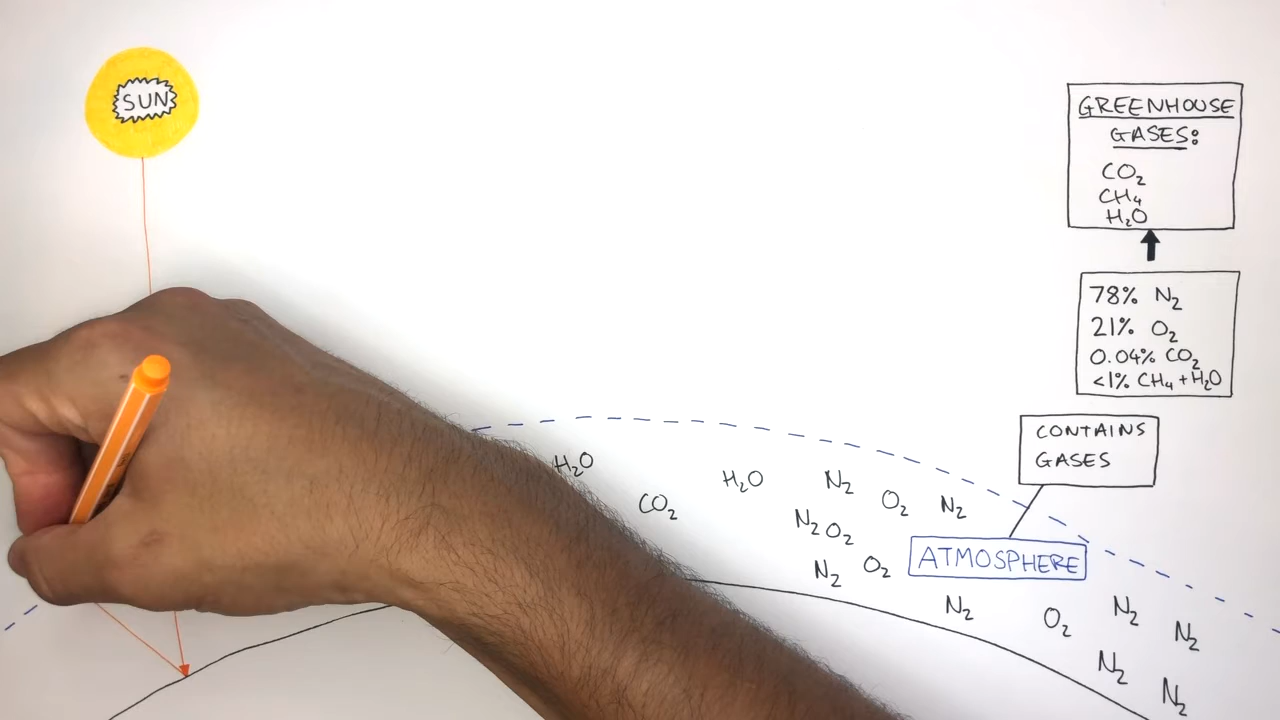 SUN
GREENHOUSE
GASES:
CO₂
CH₄
H₂O
78% N₂
21% O₂
0.04% CO₂
<1% CH₄ + H₂O
CONTAINS
GASES
H₂O
CO₂
H₂O
N₂
O₂
N₂
N₂ O₂
N₂ O₂
ATMOSPHERE
N₂
O₂
N₂
N₂
N₂
N₂